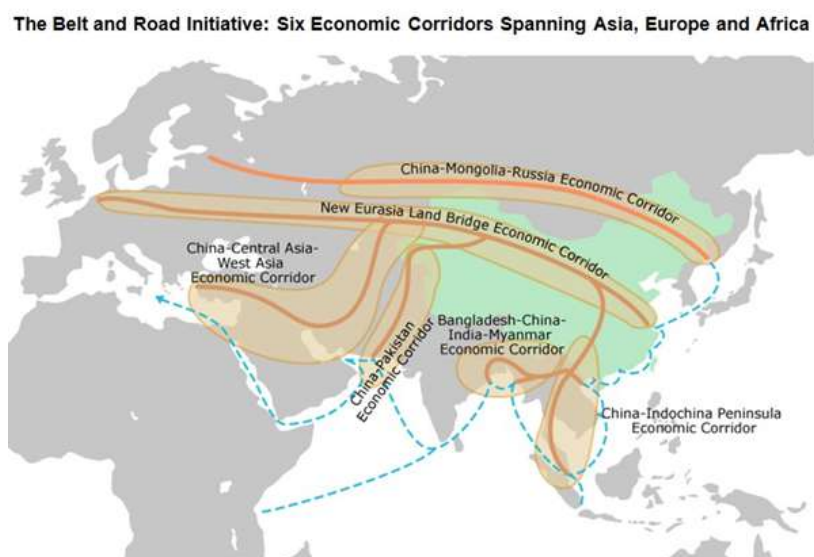 The Belt and Road Initiative: Six Economic Corridors Spanning Asia, Europe and Africa
China-Mongolia-Russia Economic Corridor
New Eurasia Land Bridge Economic Corridor
China-Central Asia-
West Asia
Economic Corridor
China-Pakistan
Economic Corridor
Bangladesh-China-
India-Myanmar
Economic Corridor
China-Indochina Peninsula
Economic Corridor